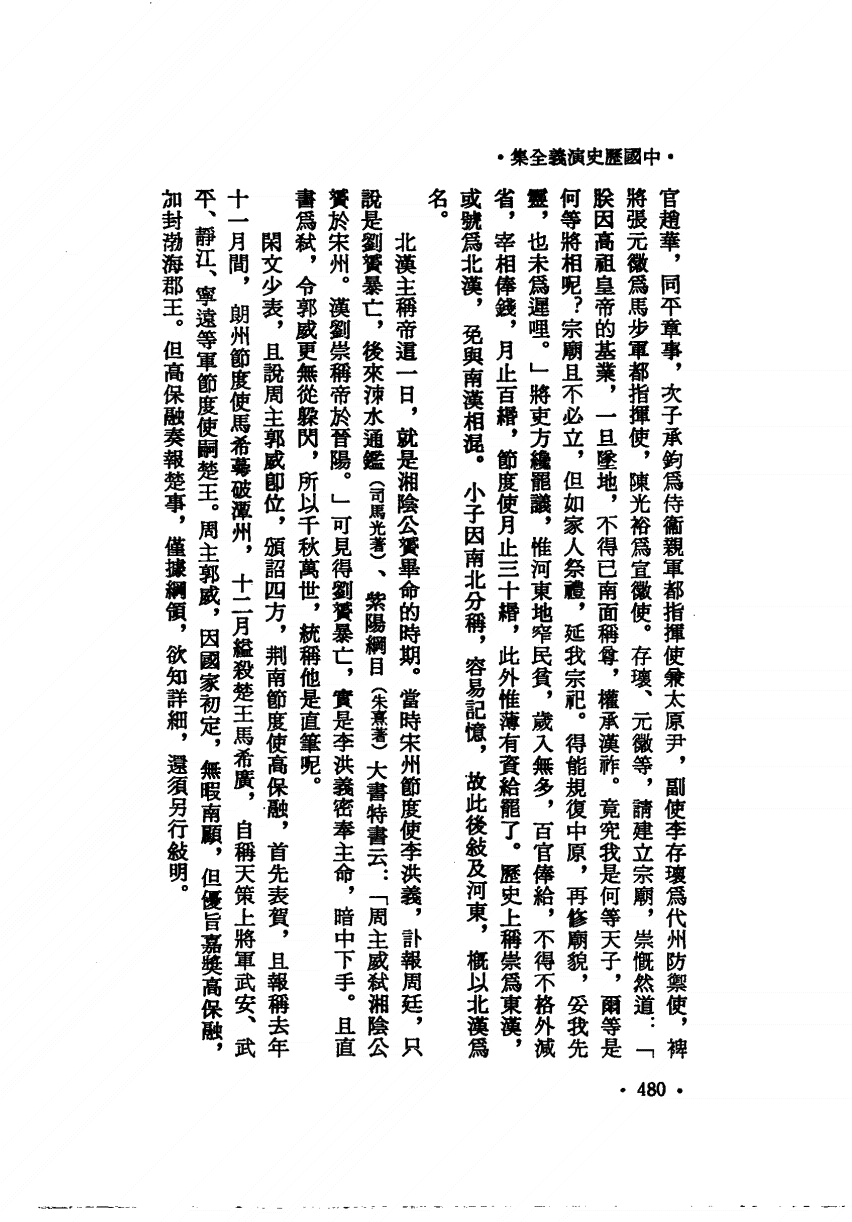 •集全義演史歷國中•
官趙華，同平章事，次子承鈞爲侍衞親軍都指揮使兼太原尹，副使李存瓌爲代州防禦使，裨
將張元徽爲馬步軍都指揮使，陳光裕爲宣徽使。存瓌、元徽等，請建立宗廟，崇慨然道：「
朕因高祖皇帝的基業，一旦墜地，不得已南面稱尊，權承漢祚。竟究我是何等天子，爾等是
何等將相呢？宗廟且不必立，但如家人祭禮，延我宗祀。得能規復中原，再修廟貌，妥我先
靈，也未爲遲哩。」將吏方纔罷議，惟河東地窄民貧，歲入無多，百官俸給，不得不格外減
省，宰相俸錢，月止百緡，節度使月止三十緡，此外惟薄有資給罷了。歷史上稱崇爲東漢，
或號爲北漢，免與南漢相混。小子因南北分稱，容易記憶，故此後敍及河東，概以北漢爲
名。
北漢主稱帝這一日，就是湘陰公贇畢命的時期。當時宋州節度使李洪義，訃報周廷，只
說是劉贇暴亡，後來涑水通鑑（司馬光著）、紫陽綱目（朱熹著）大書特書云：「周主威弒湘陰公
贇於宋州。漢劉崇稱帝於晉陽。」可見得劉贇暴亡，實是李洪義密奉主命，暗中下手。且直
書爲弒，令郭威更無從躲閃，所以千秋萬世，統稱他是直筆呢。
閑文少表，且說周主郭威卽位，頒詔四方，荆南節度使高保融，首先表賀，且報稱去年
十一月間，朗州節度使馬希萼破潭州，十二月縊殺楚王馬希廣，自稱天策上將軍武安、武
平、靜江、寧遠等軍節度使嗣楚王。周主郭威，因國家初定，無暇南顧，但優旨嘉獎高保融，
加封渤海郡王。但高保融奏報楚事，僅據綱領，欲知詳細，還須另行敍明。
•480•